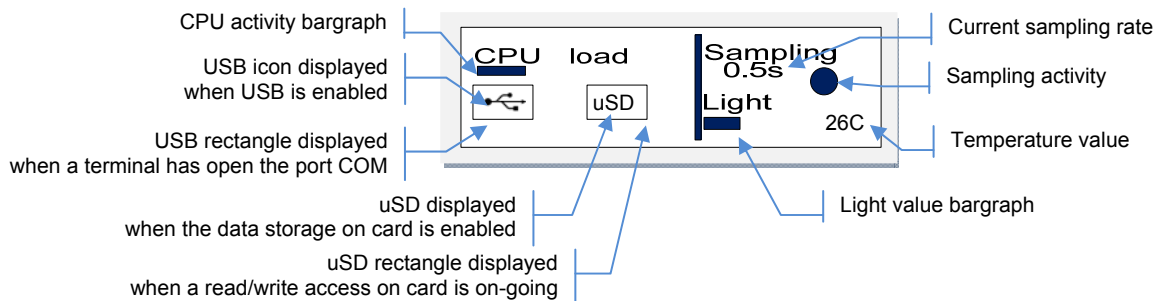 CPU activity bargraph
USB icon displayed
when USB is enabled
USB rectangle displayed
when a terminal has open the port COM
uSD displayed
when the data storage on card is enabled
uSD rectangle displayed
when a read/write access on card is on-going
CPU load
uSD
Sampling
0.5s
Light
26C
Current sampling rate
Sampling activity
Temperature value
Light value bargraph